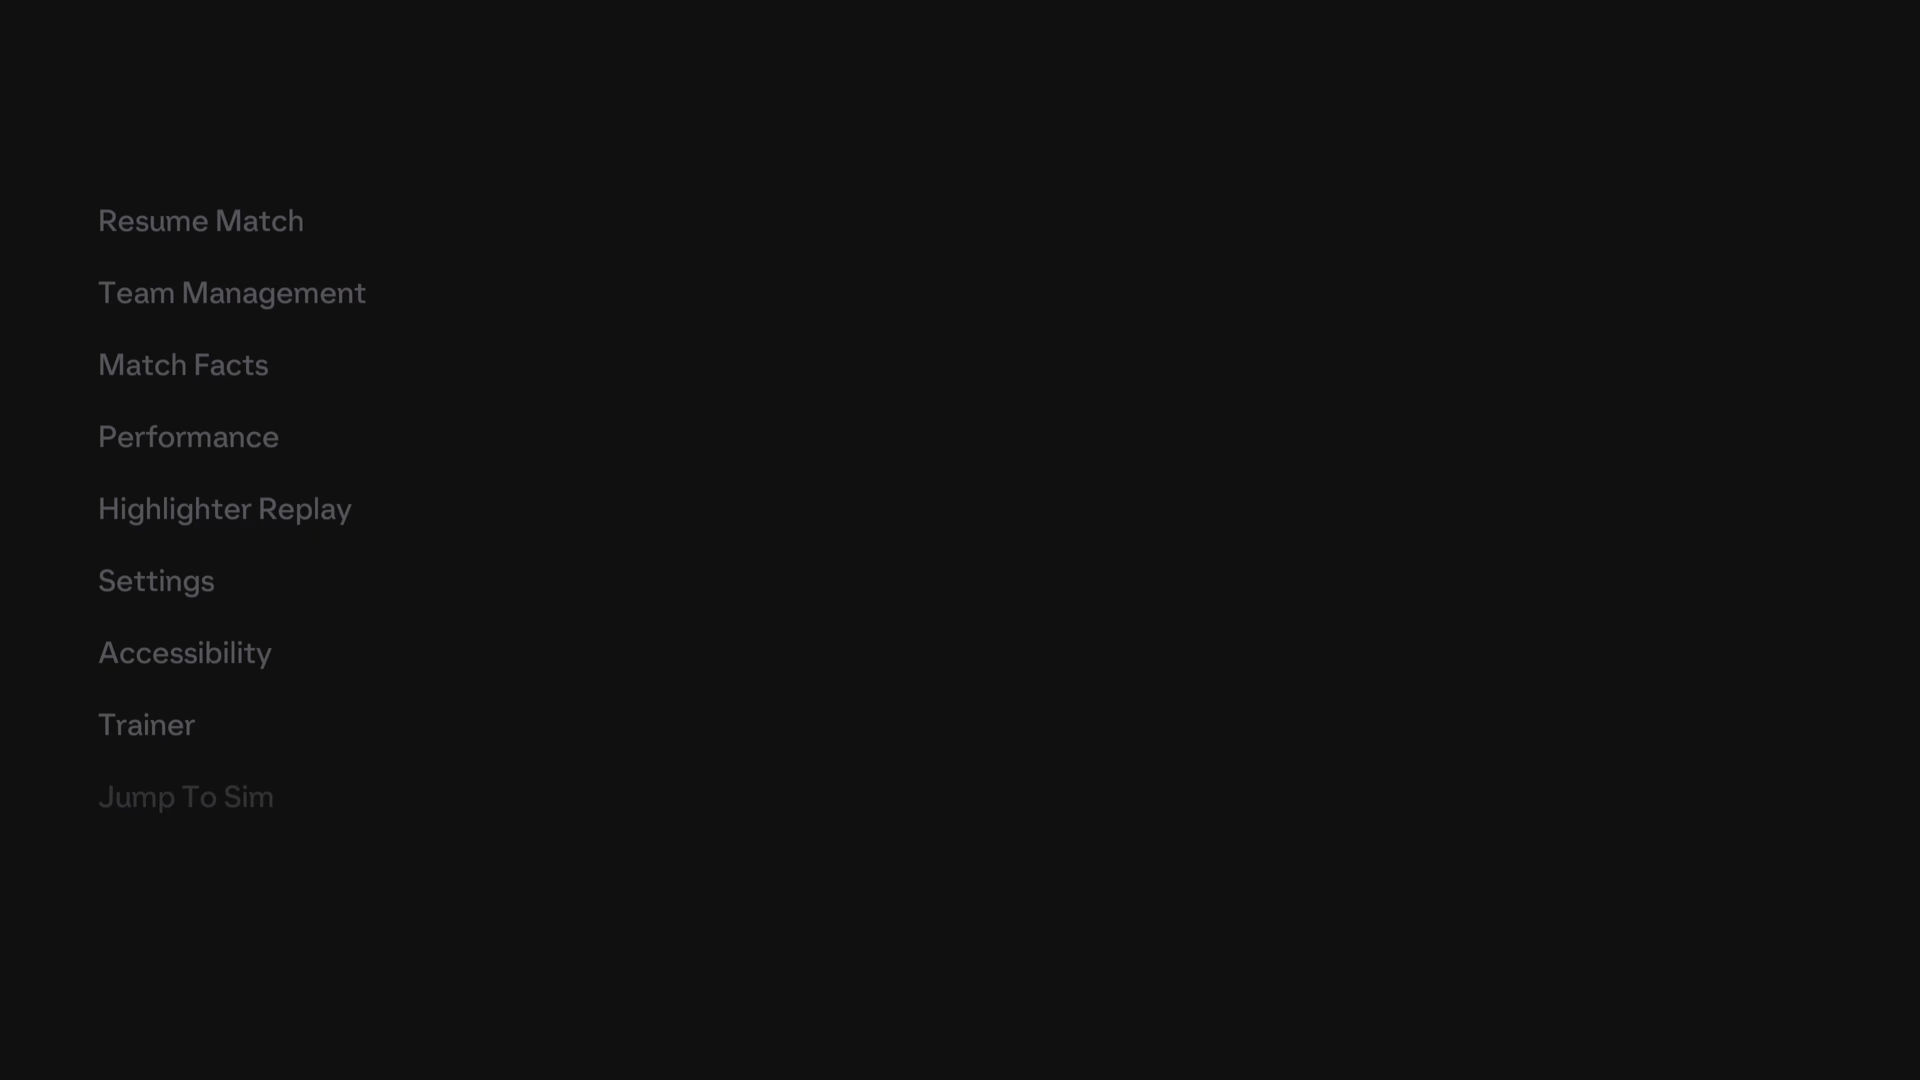 Resume Match
Team Management
Match Facts
Performance
Highlighter Replay
Settings
Accessibility
Trainer
Jump To Sim